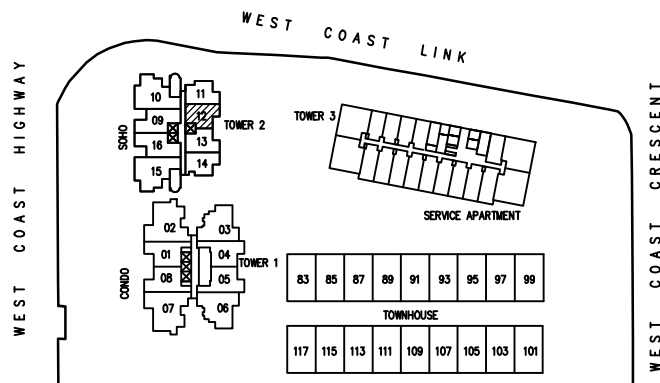 WEST COAST LINK
WEST COAST HIGHWAY
WEST COAST CRESCENT
10 11
09 12
TOWER 2
SOHO
16 13
15 14
TOWER 3
SERVICE APARTMENT
02 03
01 04
TOWER 1
CONDO
08 05
07 06
83 85 87 89 91 93 95 97 99
TOWNHOUSE
117 115 113 111 109 107 105 103 101